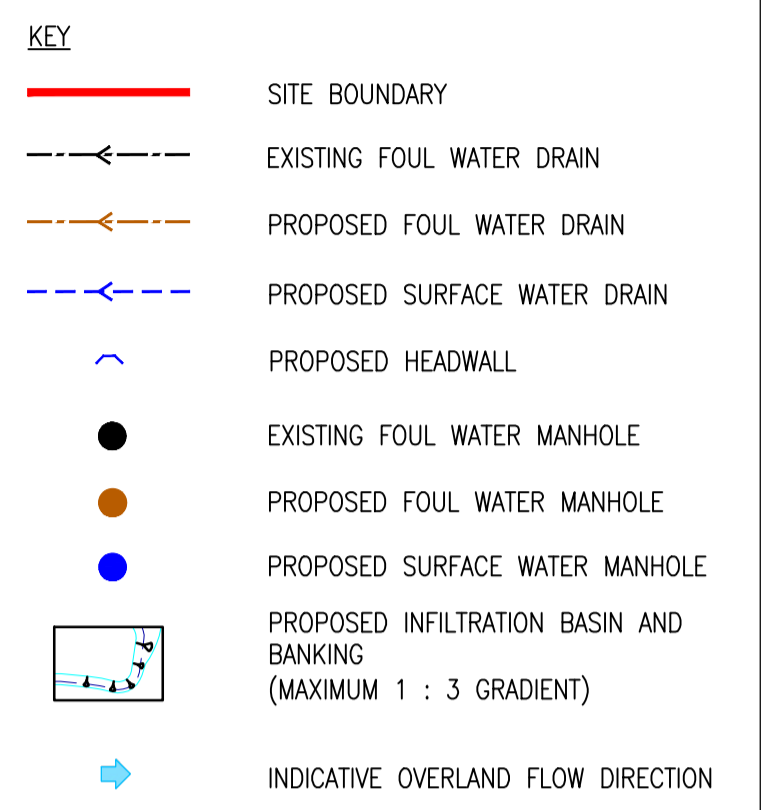 KEY
SITE BOUNDARY
EXISTING FOUL WATER DRAIN
PROPOSED FOUL WATER DRAIN
PROPOSED SURFACE WATER DRAIN
PROPOSED HEADWALL
EXISTING FOUL WATER MANHOLE
PROPOSED FOUL WATER MANHOLE
PROPOSED SURFACE WATER MANHOLE
PROPOSED INFILTRATION BASIN AND
BANKING
(MAXIMUM 1 : 3 GRADIENT)
INDICATIVE OVERLAND FLOW DIRECTION